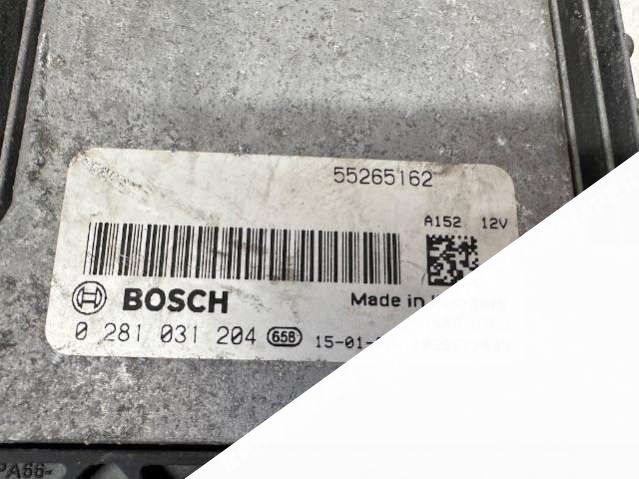 55265162
A152 12V
BOSCH Made in
0 281 031 204 658 15-01-
PA66-